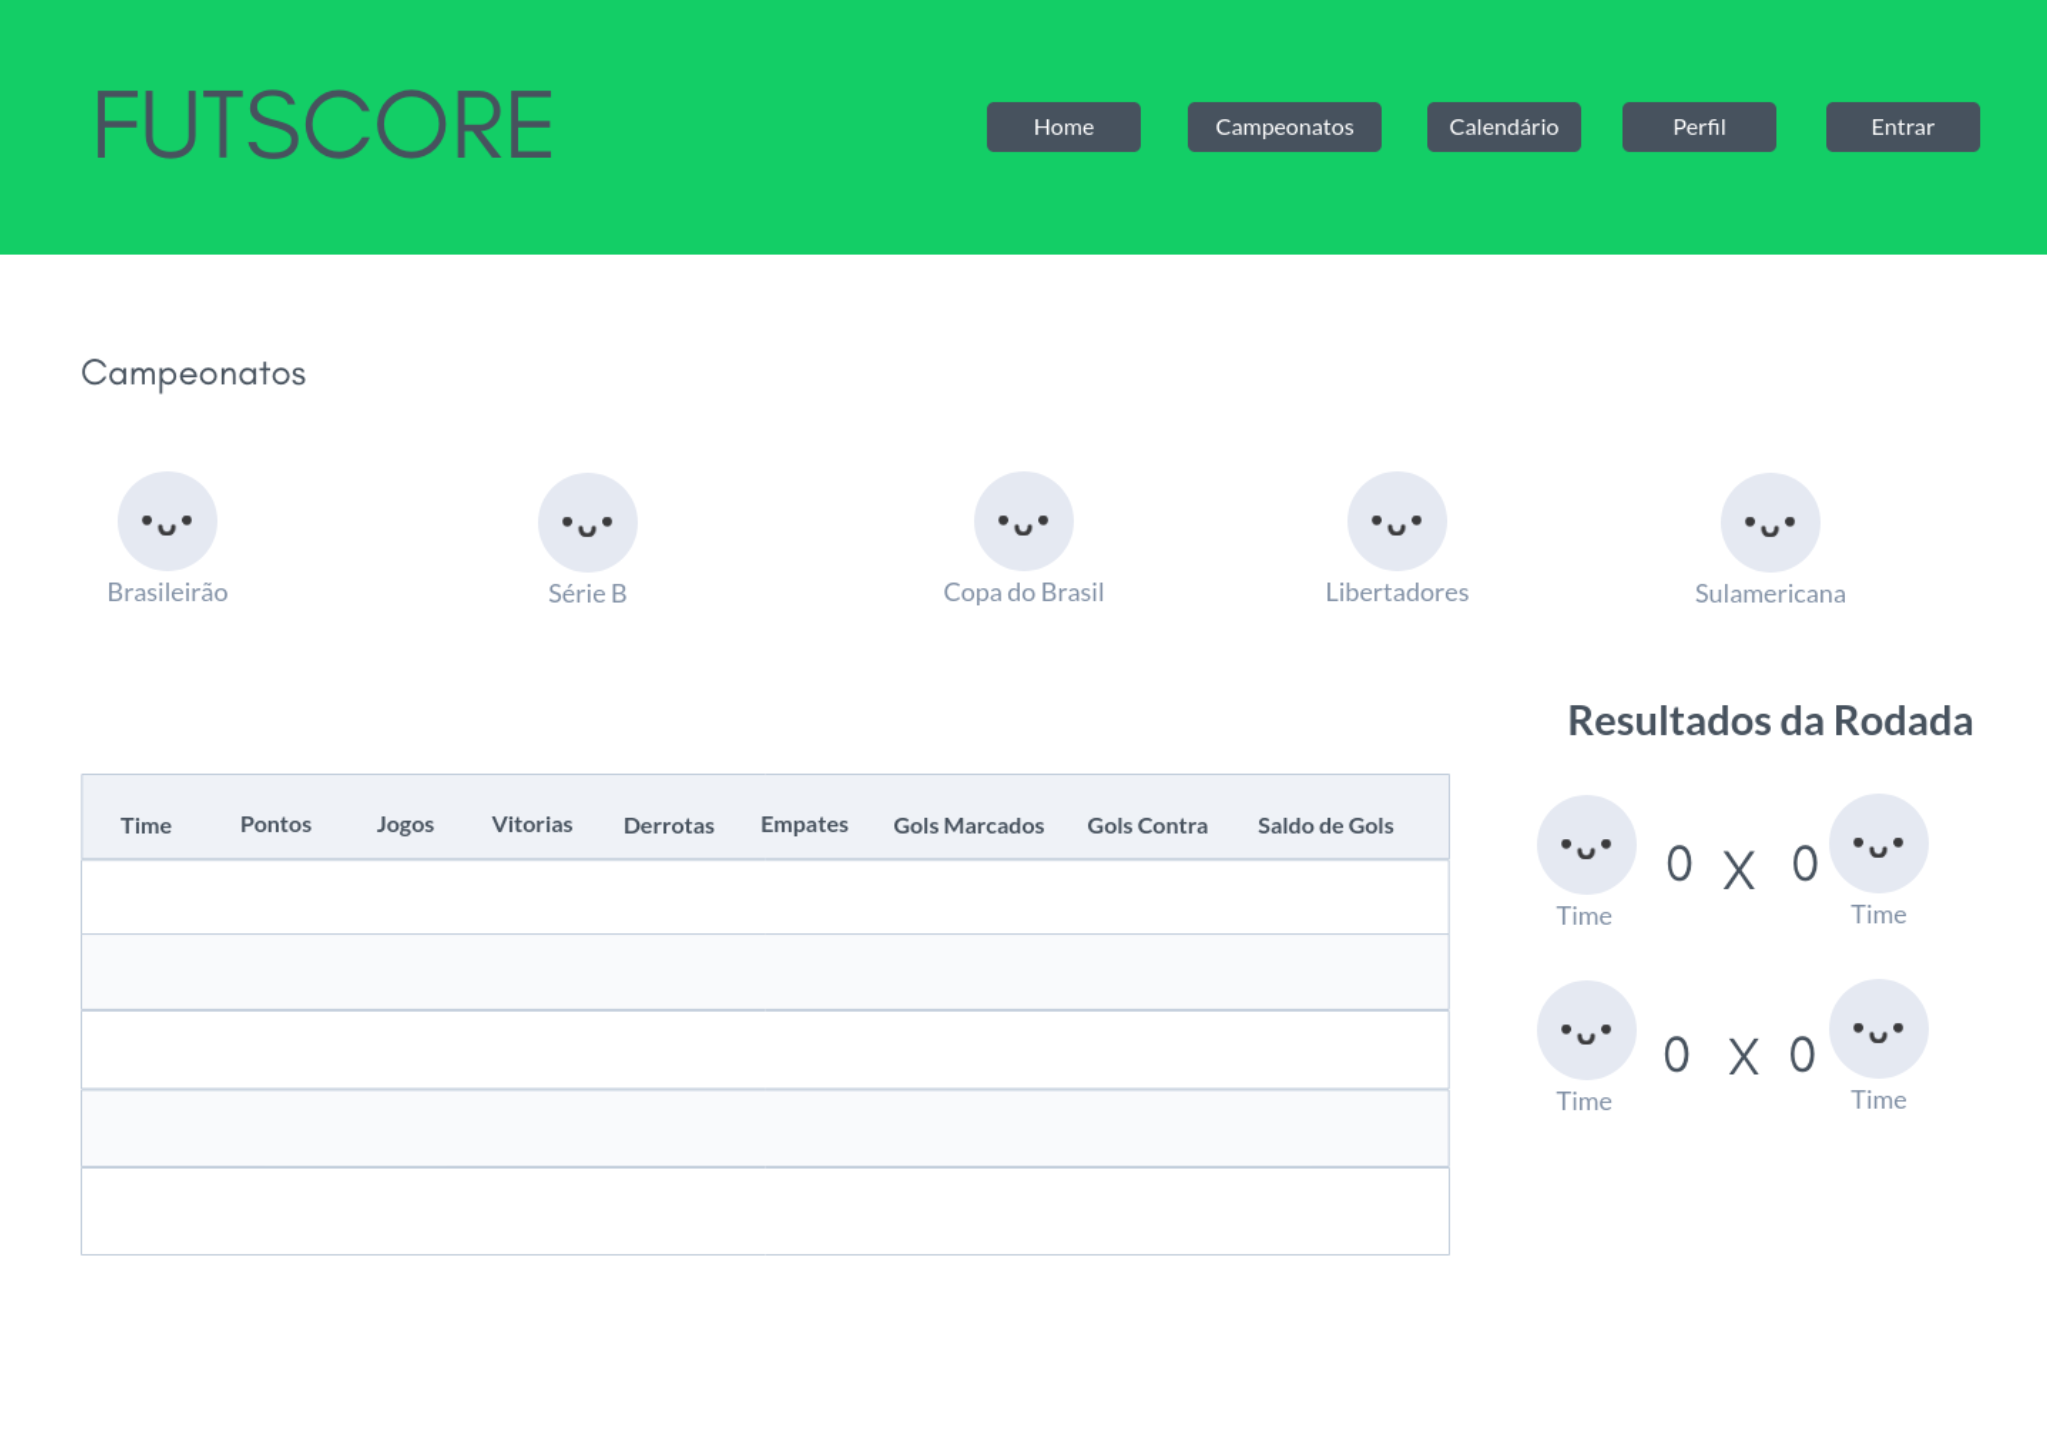 FUTSCORE
Home Campeonatos Calendário Perfil Entrar
Campeonatos
Brasileirão Série B Copa do Brasil Libertadores Sulamericana
Resultados da Rodada
Time Pontos Jogos Vitorias Derrotas Empates Gols Marcados Gols Contra Saldo de Gols
0 X 0
Time Time
0 X 0
Time Time